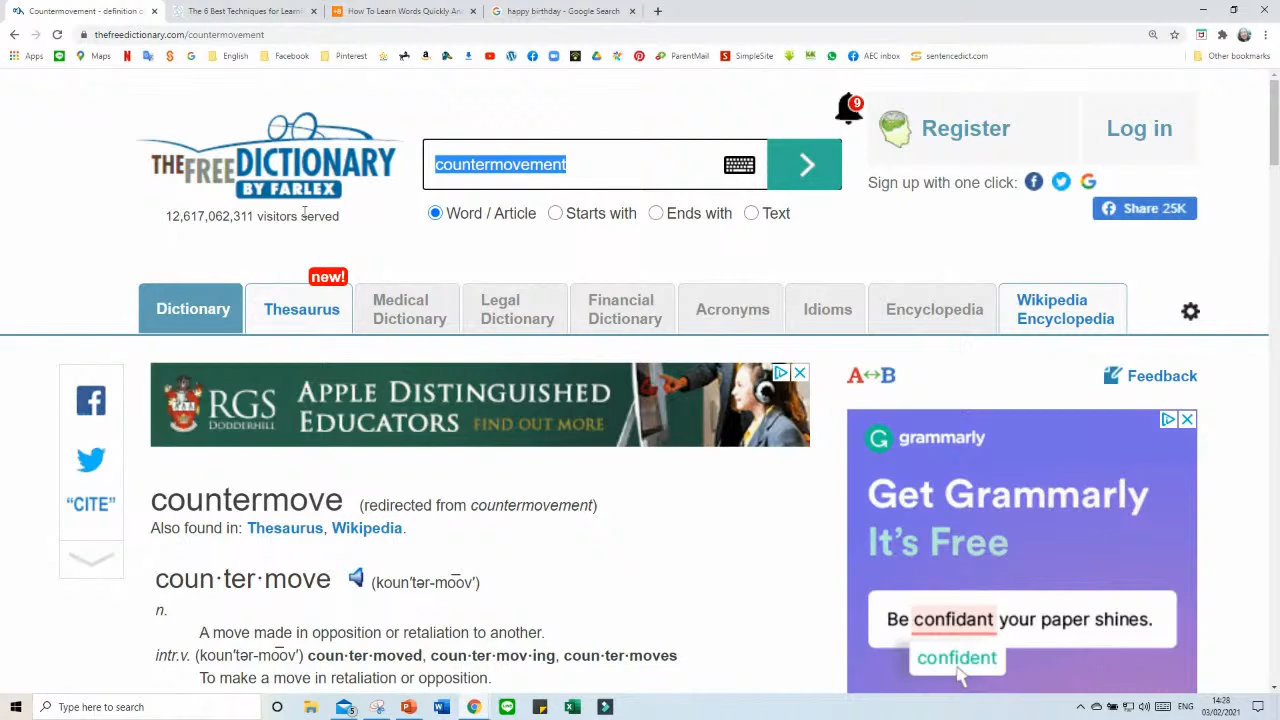 Countermovement - definition o
The 6 Best Dictionaries for Learni
How To Learn Words Quickly An
happy birthday - Google Search
thefreedictionary.com/countermovement
Apps
Maps
English
Facebook
Pinterest
ParentMail
SimpleSite
AEC inbox
sentencedict.com
Other bookmarks
THEFREEDICTIONARY
BY FARLEX
12,617,062,311 visitors served
countermovement
Word / Article
Starts with
Ends with
Text
9
Register
Log in
Sign up with one click:
Share 25K
new!
Dictionary
Thesaurus
Medical
Dictionary
Legal
Dictionary
Financial
Dictionary
Acronyms
Idioms
Encyclopedia
Wikipedia
Encyclopedia
“CITE”
RGS
DODDERHILL
APPLE DISTINGUISHED
EDUCATORS FIND OUT MORE
A↔B
Feedback
countermove (redirected from countermovement)
Also found in: Thesaurus, Wikipedia.
coun·ter·move (koun′tər-mo͞ov′)
n.
A move made in opposition or retaliation to another.
intr.v. (koun′tər-mo͞ov′) coun·ter·moved, coun·ter·mov·ing, coun·ter·moves
To make a move in retaliation or opposition.
grammarly
Get Grammarly
It’s Free
Be confidant your paper shines.
confident
Type here to search
5
ENG
14:28
03/02/2021